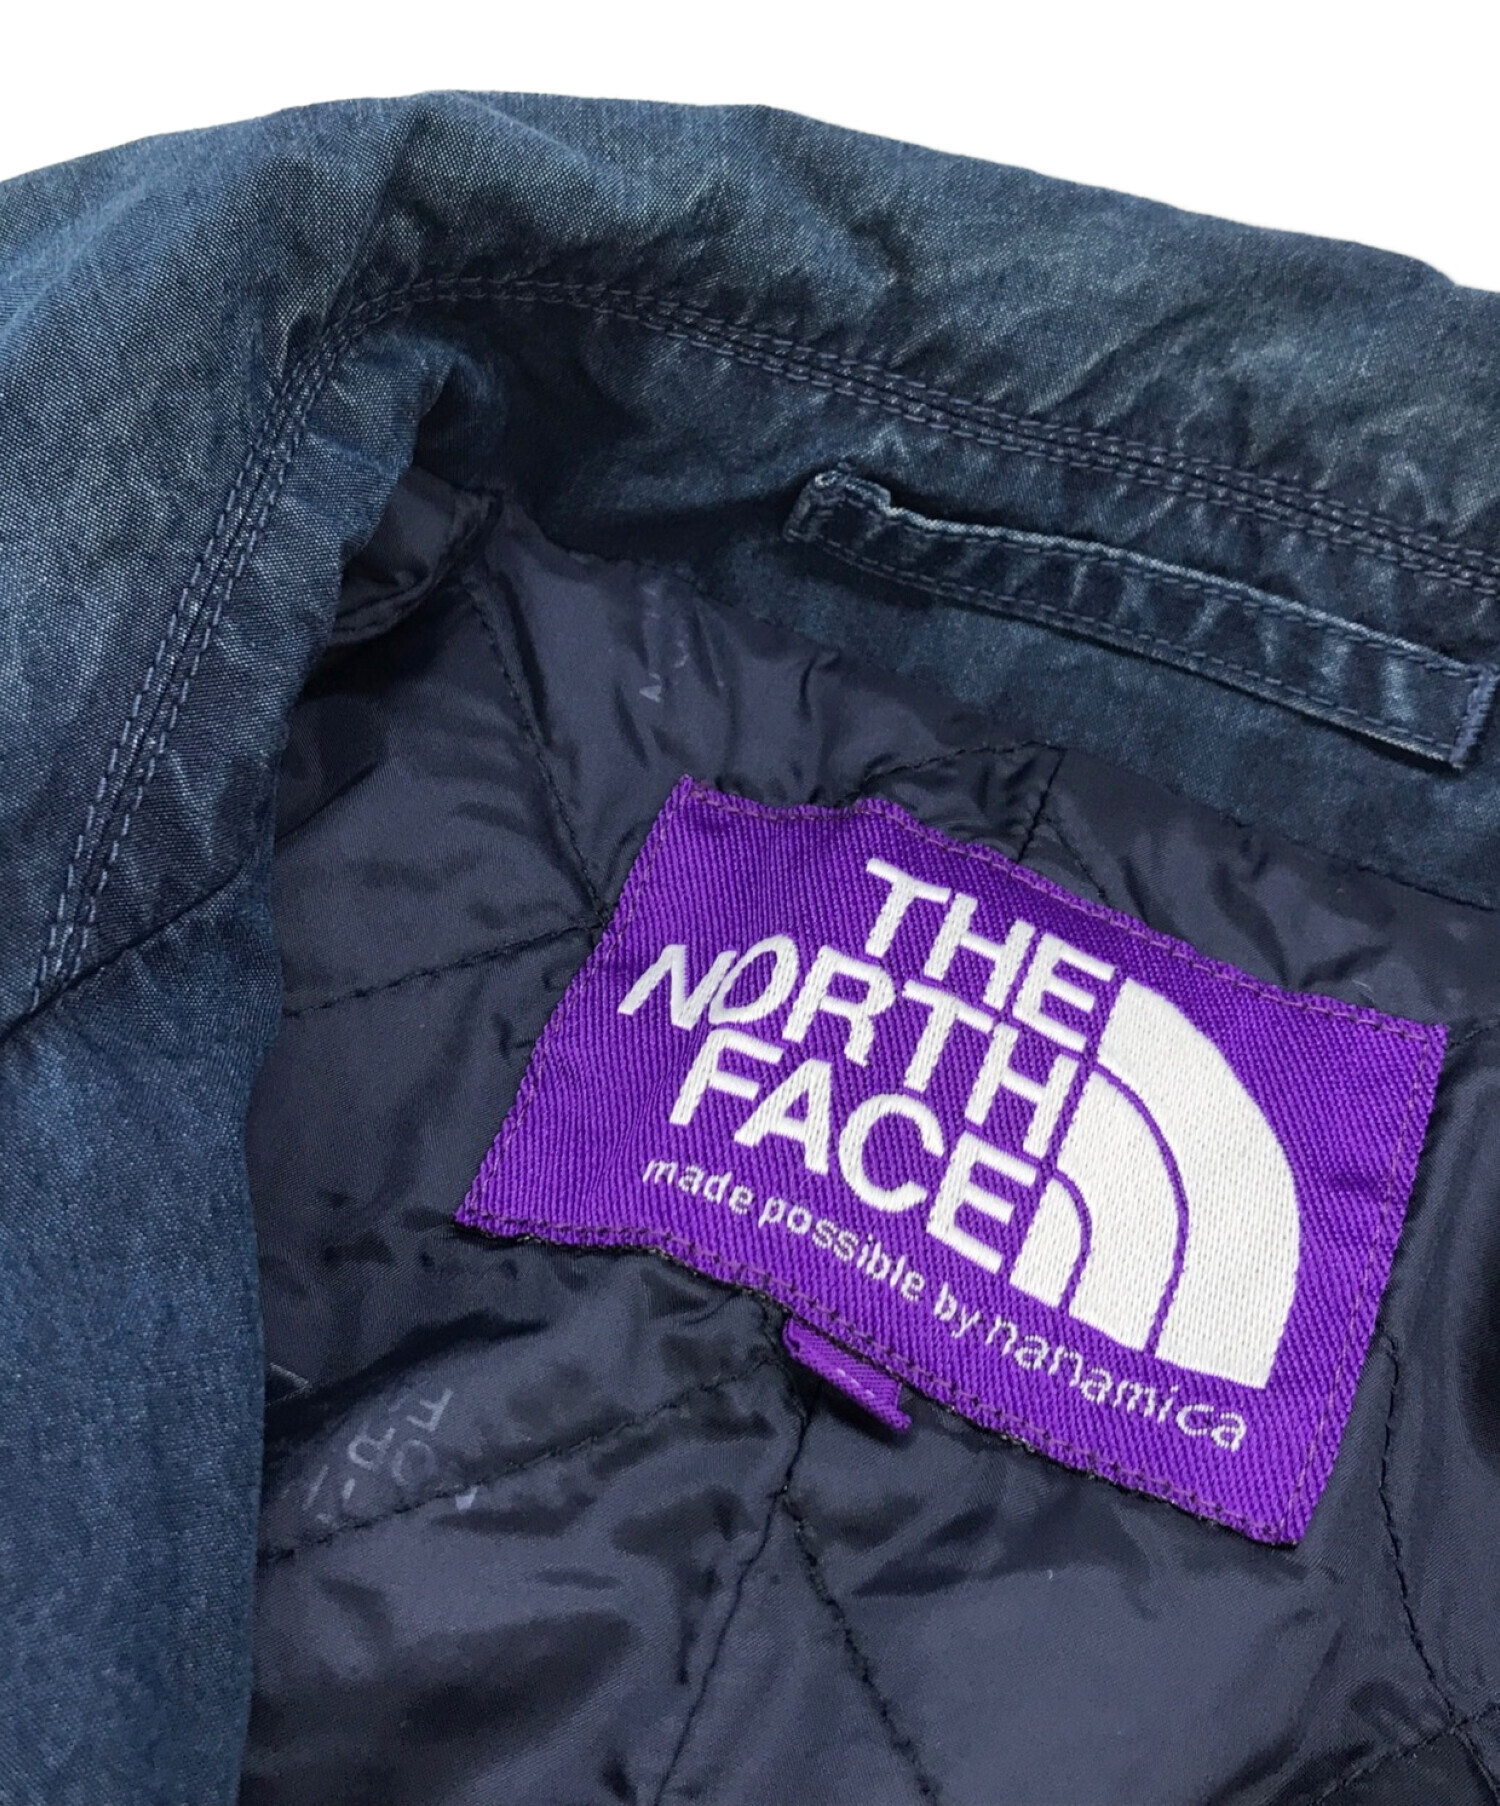 THE
NORTH
FACE
made possible by nanamica